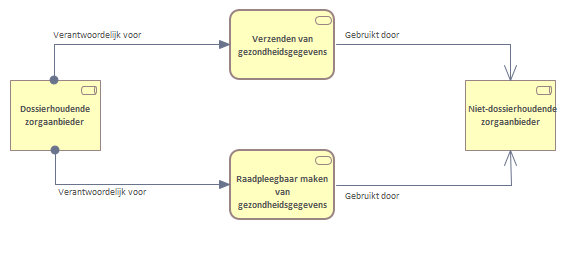 Verantwoordelijk voor
Verzenden van
gezondheidsgegevens
Gebruikt door
Dossierhoudende
zorgaanbieder
Niet-dossierhoudende
zorgaanbieder
Raadpleegbaar maken
van
gezondheidsgegevens
Verantwoordelijk voor
Gebruikt door